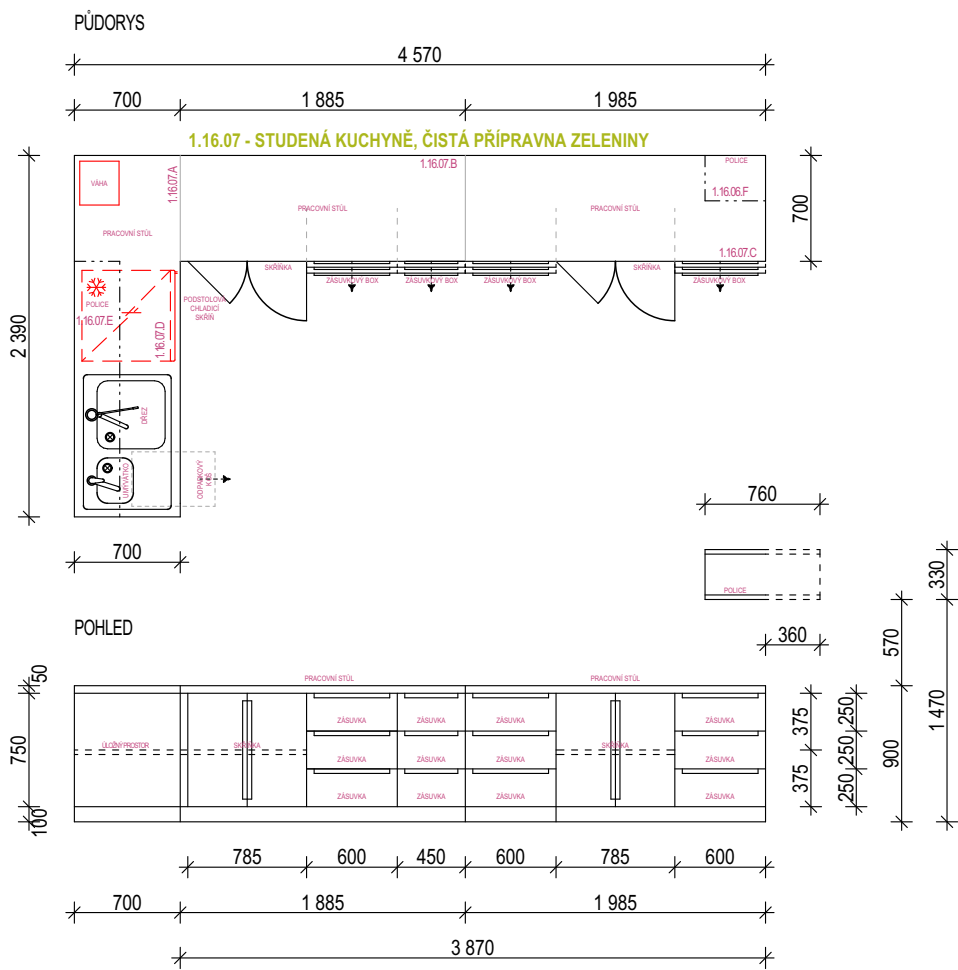 PŮDORYS
4 570
700
1 885
1 985
1.16.07 - STUDENÁ KUCHYNĚ, ČISTÁ PŘÍPRAVNA ZELENINY
VÁHA
1.16.07.A
1.16.07.B
POLICE
1.16.06.F
PRACOVNÍ STŮL
PRACOVNÍ STŮL
PRACOVNÍ STŮL
700
1.16.07.C
SKŘÍŇKA
ZÁSUVKOVÝ BOX
ZÁSUVKOVÝ BOX
ZÁSUVKOVÝ BOX
SKŘÍŇKA
ZÁSUVKOVÝ BOX
PODSTOLOVÁ
CHLADICÍ
SKŘÍŇ
POLICE
1.16.07.E
1.16.07.D
2 390
DŘEZ
UMÝVÁTKO
ODPADKOVÝ
KOŠ
700
760
330
POLICE
360
570
1 470
900
POHLED
PRACOVNÍ STŮL
PRACOVNÍ STŮL
50
750
100
ÚLOŽNÝ PROSTOR
SKŘÍŇKA
ZÁSUVKA
ZÁSUVKA
ZÁSUVKA
SKŘÍŇKA
ZÁSUVKA
ZÁSUVKA
ZÁSUVKA
ZÁSUVKA
ZÁSUVKA
ZÁSUVKA
ZÁSUVKA
ZÁSUVKA
ZÁSUVKA
375
375
250
250
250
785
600
450
600
785
600
700
1 885
1 985
3 870